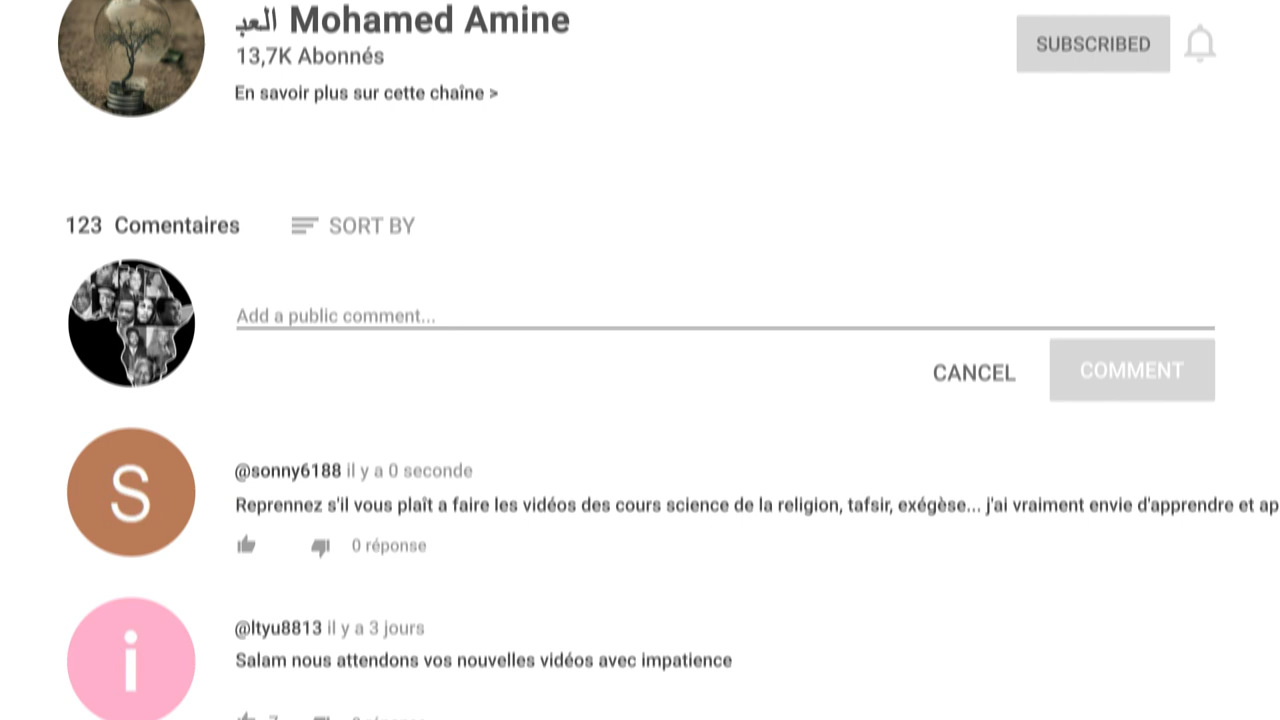 العبد Mohamed Amine
13,7K Abonnés
En savoir plus sur cette chaîne >
SUBSCRIBED
123 Comentaires
SORT BY
Add a public comment...
CANCEL
COMMENT
S
@sonny6188 il y a 0 seconde
Reprennez s'il vous plaît a faire les vidéos des cours science de la religion, tafsir, exégèse... j'ai vraiment envie d'apprendre et ap
0 réponse
i
@ltyu8813 il y a 3 jours
Salam nous attendons vos nouvelles vidéos avec impatience